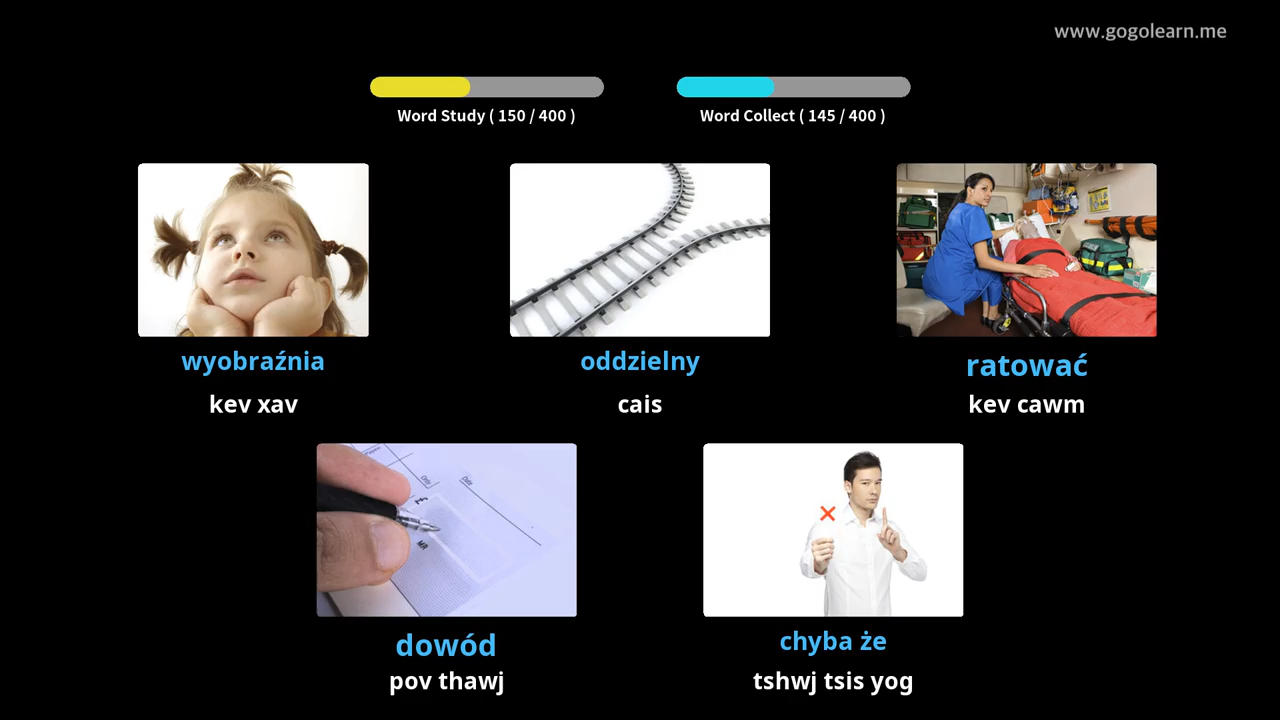 www.gogolearn.me
Word Study ( 150 / 400 )
Word Collect ( 145 / 400 )
wyobraźnia
kev xav
oddzielny
cais
ratować
kev cawm
dowód
pov thawj
chyba że
tshwj tsis yog